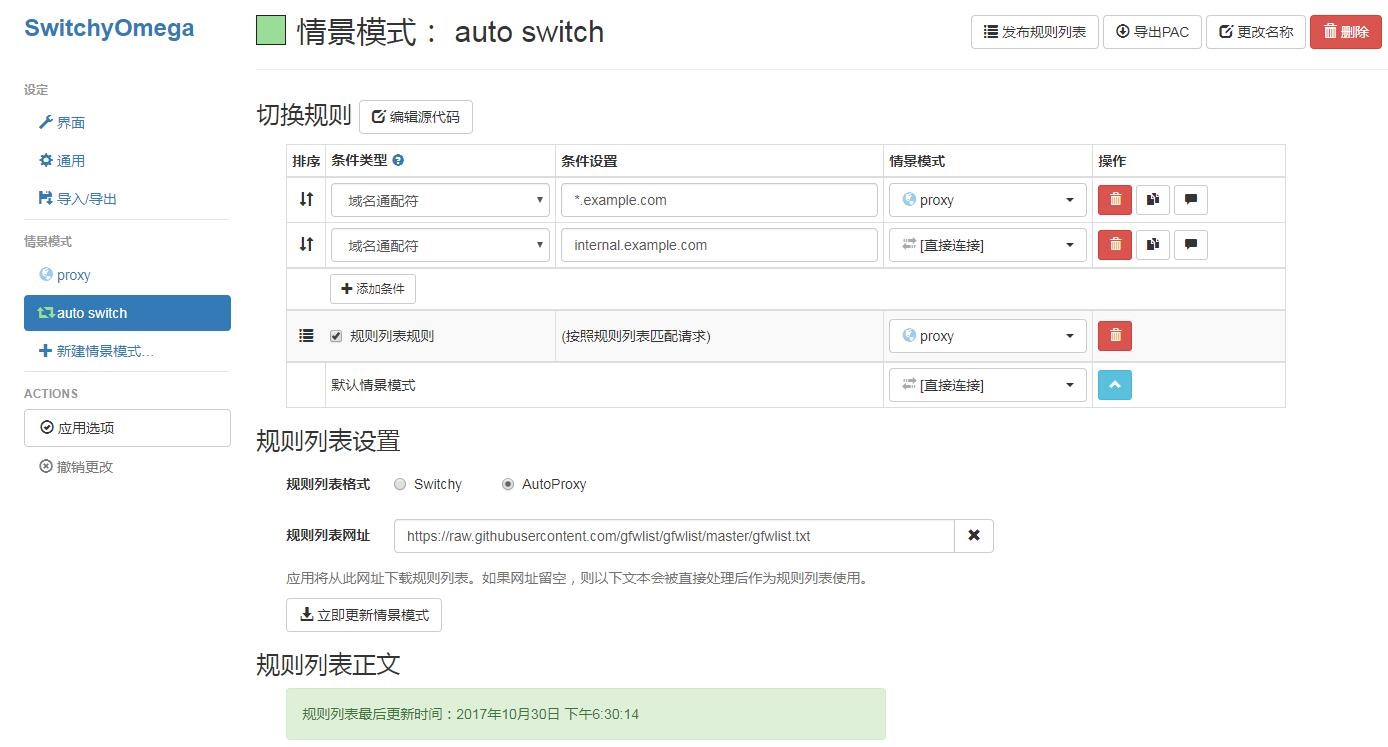 SwitchyOmega
设定
界面
通用
导入/导出
情景模式
proxy
auto switch
新建情景模式…
ACTIONS
应用选项
撤销更改
情景模式： auto switch
发布规则列表 导出PAC 更改名称 删除
切换规则 编辑源代码
排序 条件类型 条件设置 情景模式 操作
域名通配符 *.example.com proxy
域名通配符 internal.example.com [直接连接]
添加条件
规则列表规则 (按照规则列表匹配请求) proxy
默认情景模式 [直接连接]
规则列表设置
规则列表格式 Switchy AutoProxy
规则列表网址 https://raw.githubusercontent.com/gfwlist/gfwlist/master/gfwlist.txt
应用将从此网址下载规则列表。如果网址留空，则以下文本会被直接处理后作为规则列表使用。
立即更新情景模式
规则列表正文
规则列表最后更新时间：2017年10月30日 下午6:30:14